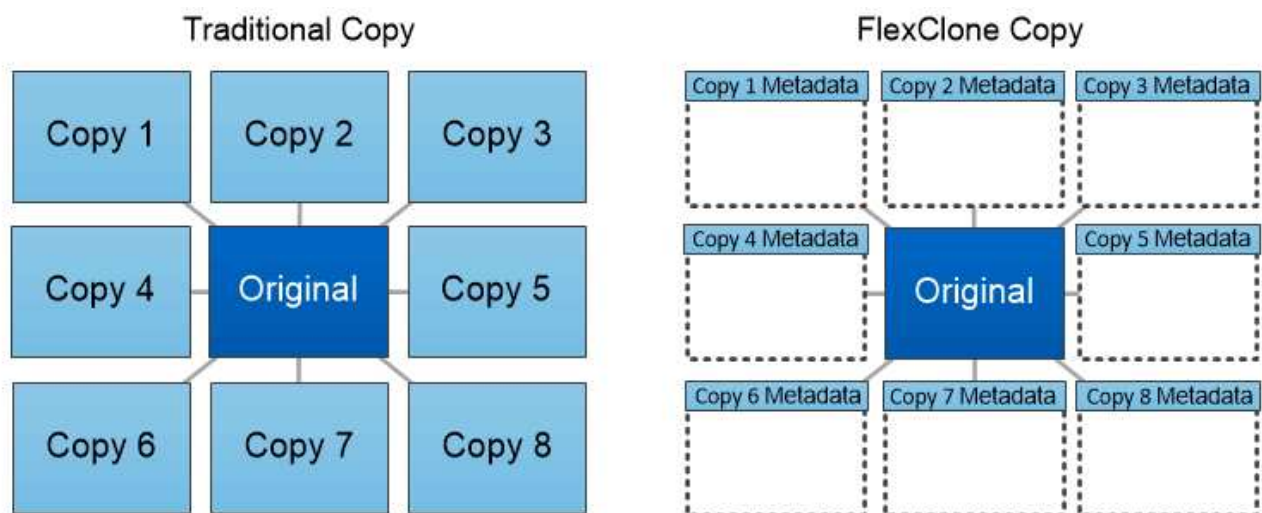 Traditional Copy
Copy 1
Copy 2
Copy 3
Copy 4
Original
Copy 5
Copy 6
Copy 7
Copy 8
FlexClone Copy
Copy 1 Metadata
Copy 2 Metadata
Copy 3 Metadata
Copy 4 Metadata
Original
Copy 5 Metadata
Copy 6 Metadata
Copy 7 Metadata
Copy 8 Metadata